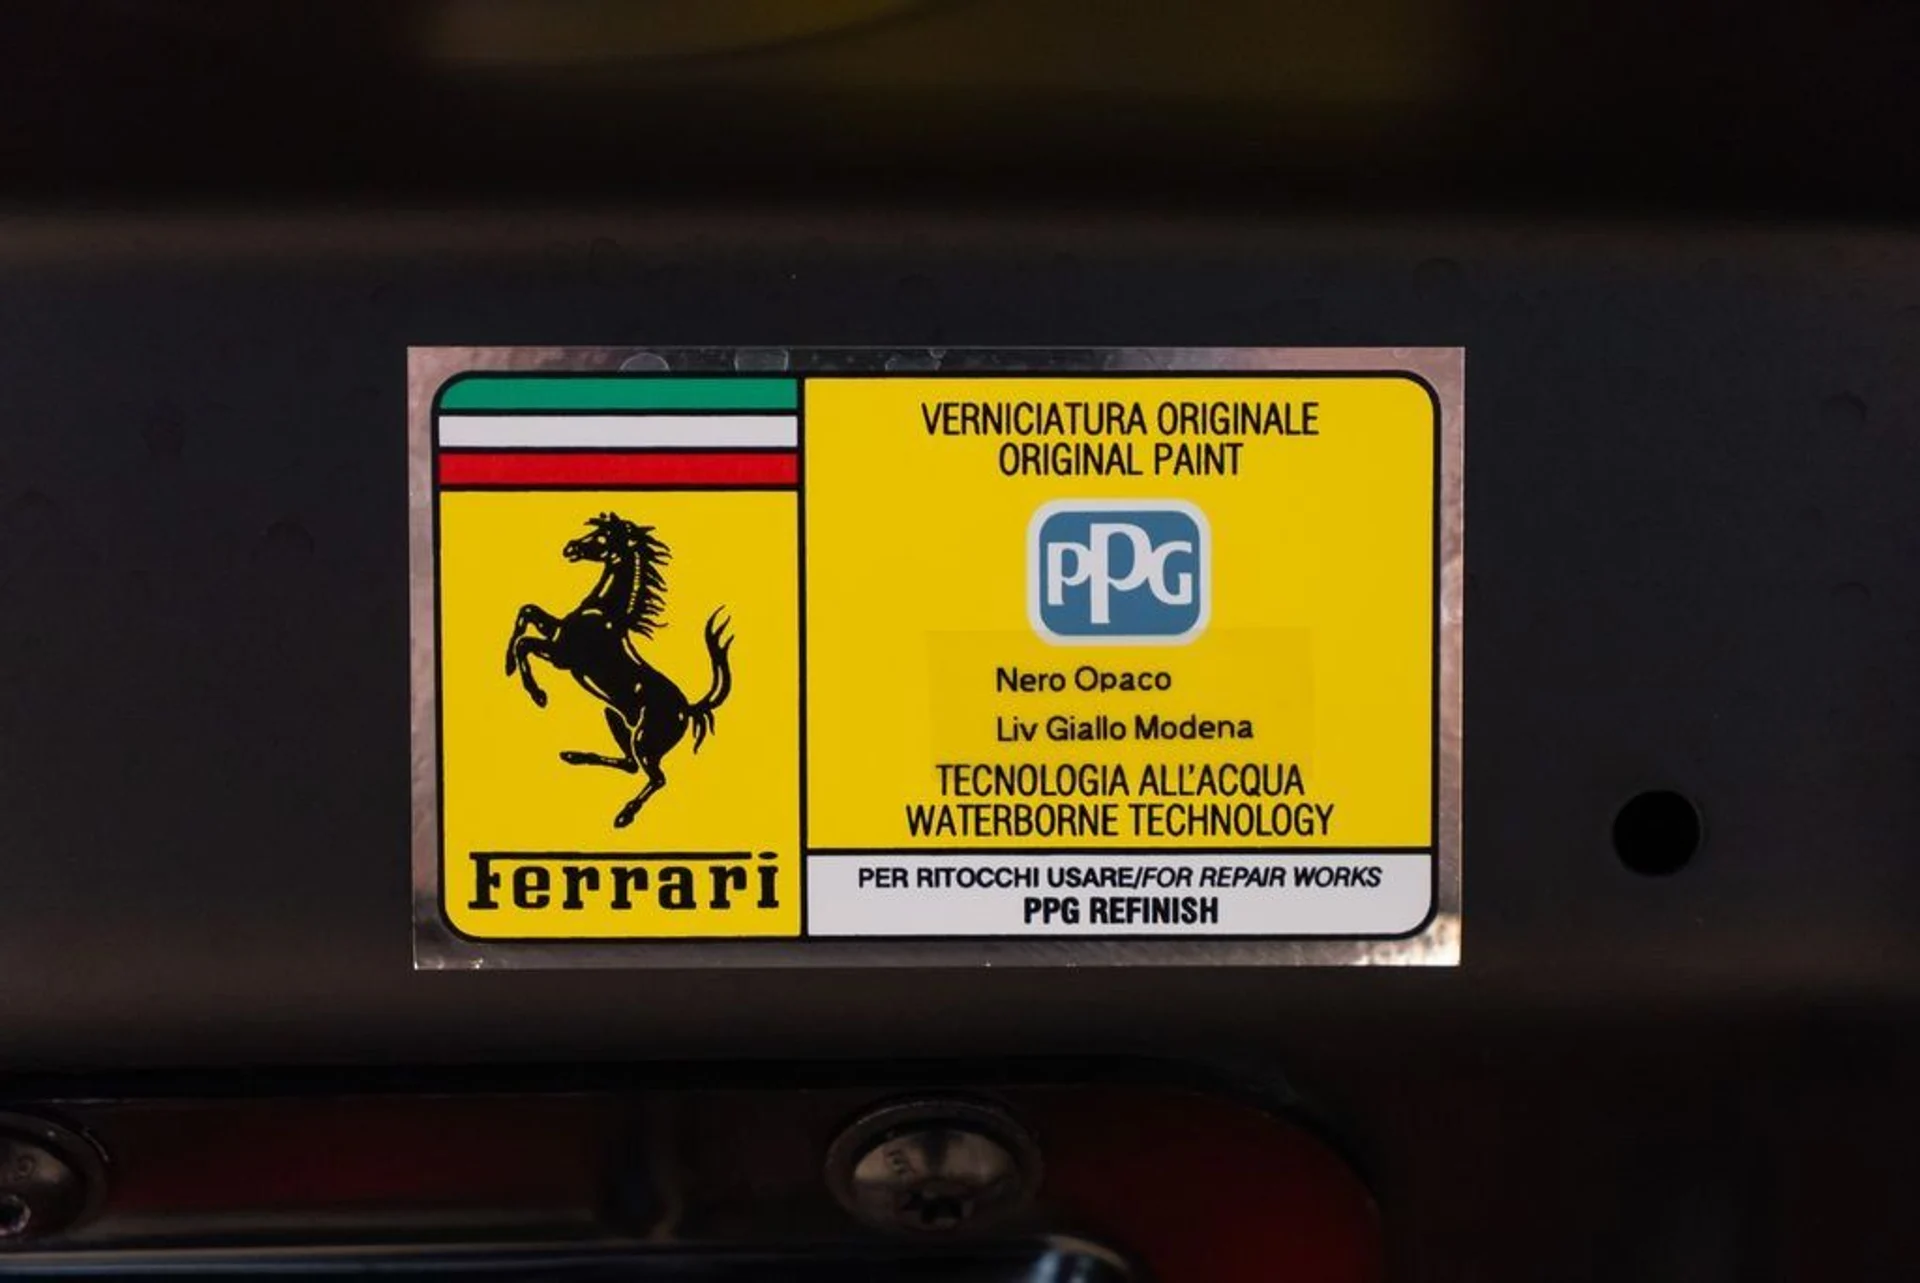 VERNICIATURA ORIGINALE
ORIGINAL PAINT
PPG
Nero Opaco
Liv Giallo Modena
TECNOLOGIA ALL'ACQUA
WATERBORNE TECHNOLOGY
Ferrari
PER RITOCCHI USARE/FOR REPAIR WORKS
PPG REFINISH